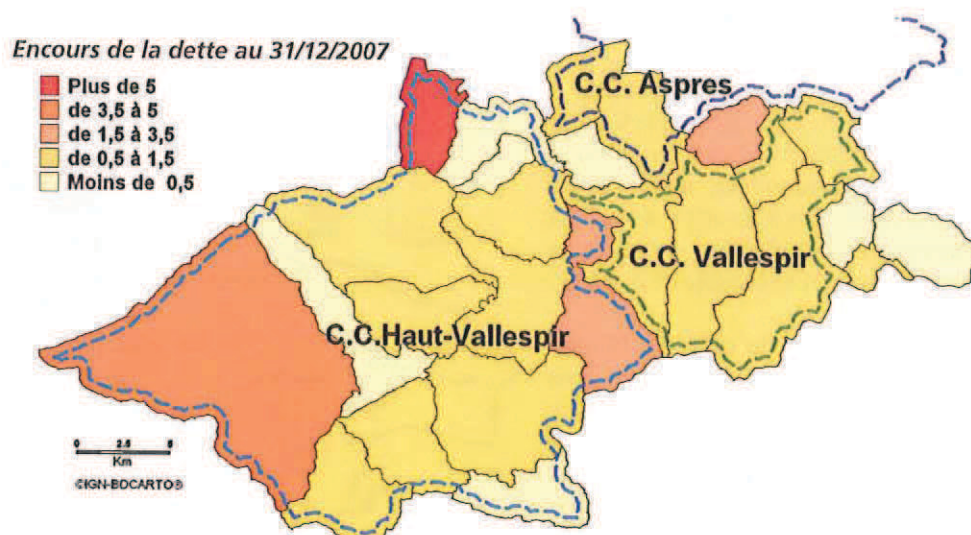 Encours de la dette au 31/12/2007
Plus de 5
de 3,5 à 5
de 1,5 à 3,5
de 0,5 à 1,5
Moins de 0,5
C.C. Aspres
C.C. Vallespir
C.C.Haut-Vallespir
0 2.5 5
Km
©IGN-BDCARTO®